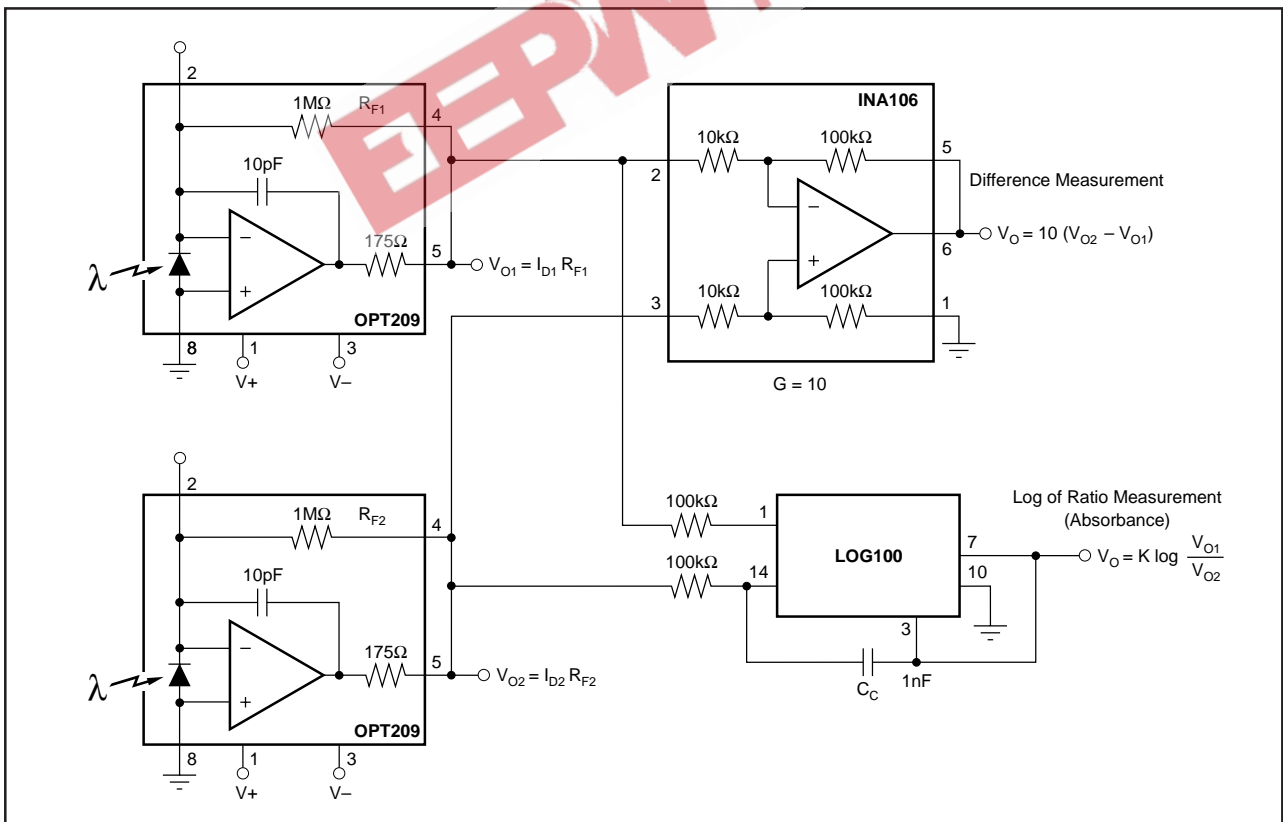 EEPW
2
1MΩ RF1
4
10pF
175Ω
5
VO1 = ID1 RF1
−
+
λ
OPT209
8
1
3
V+
V–
INA106
10kΩ
100kΩ
5
2
−
+
6
Difference Measurement
VO = 10 (VO2 – VO1)
3
10kΩ
100kΩ
1
G = 10
2
1MΩ RF2
4
10pF
175Ω
5
VO2 = ID2 RF2
−
+
λ
OPT209
8
1
3
V+
V–
100kΩ
1
100kΩ
14
LOG100
7
10
3
CC
1nF
Log of Ratio Measurement
(Absorbance)
VO = K log VO1
VO2